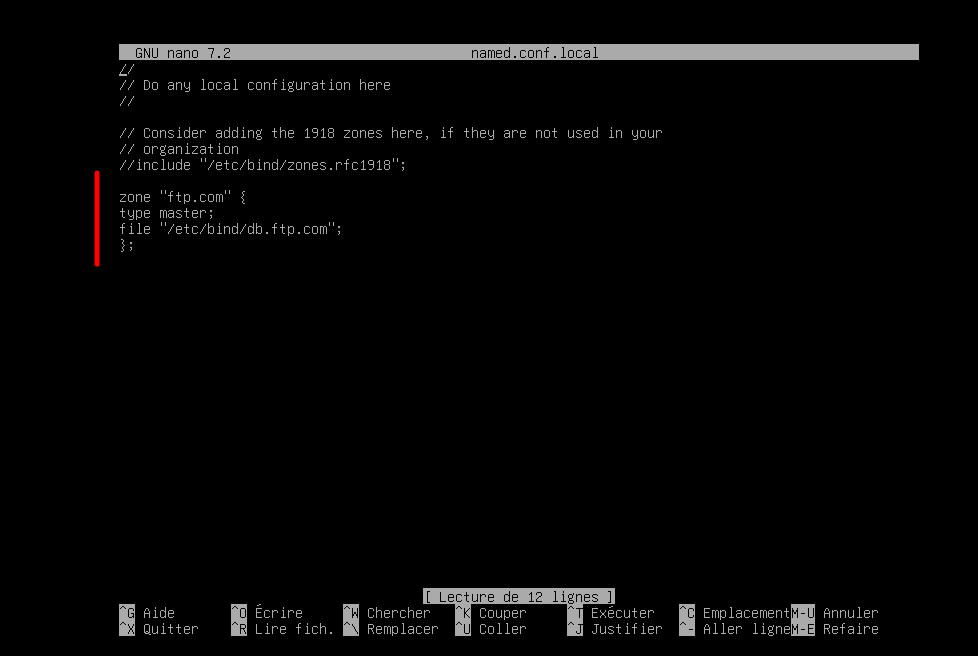 GNU nano 7.2 named.conf.local
//
// Do any local configuration here
//
// Consider adding the 1918 zones here, if they are not used in your
// organization
//include "/etc/bind/zones.rfc1918";
zone "ftp.com" {
type master;
file "/etc/bind/db.ftp.com";
};
[ Lecture de 12 lignes ]
^G Aide ^O Écrire ^W Chercher ^K Couper ^T Exécuter ^C Emplacement M-U Annuler
^X Quitter ^R Lire fich. ^\ Remplacer ^U Coller ^J Justifier ^- Aller ligne M-E Refaire